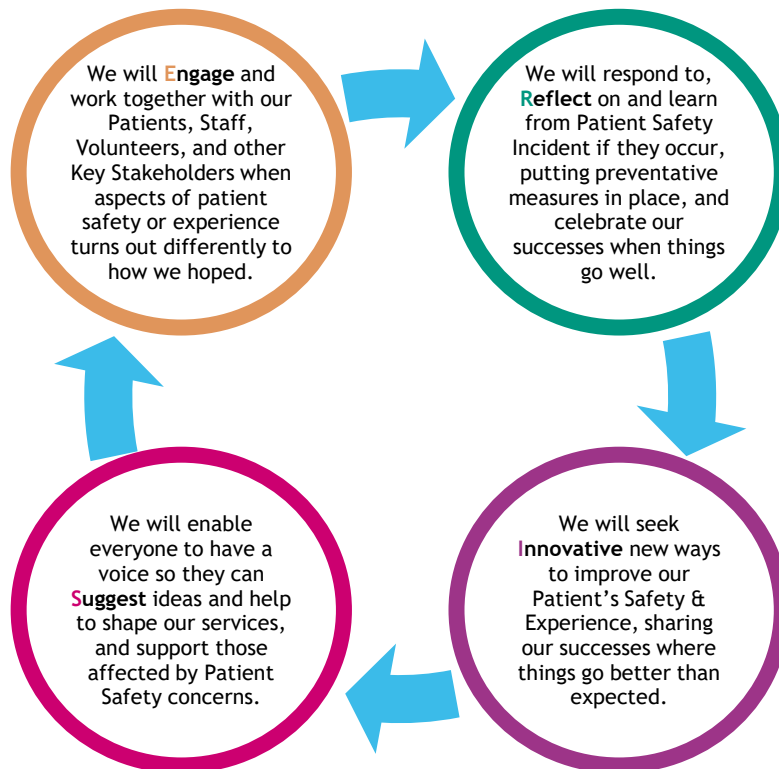 We will Engage and
work together with our
Patients, Staff,
Volunteers, and other
Key Stakeholders when
aspects of patient
safety or experience
turns out differently to
how we hoped.
We will respond to,
Reflect on and learn
from Patient Safety
Incident if they occur,
putting preventative
measures in place, and
celebrate our
successes when things
go well.
We will seek
Innovative new ways
to improve our
Patient’s Safety &
Experience, sharing
our successes where
things go better than
expected.
We will enable
everyone to have a
voice so they can
Suggest ideas and help
to shape our services,
and support those
affected by Patient
Safety concerns.